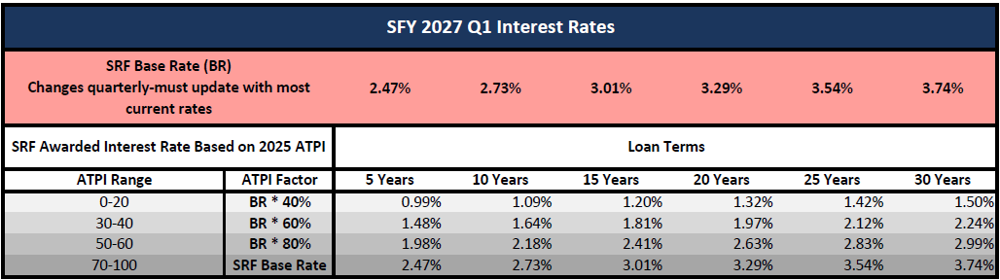 SFY 2027 Q1 Interest Rates
SRF Base Rate (BR)
Changes quarterly-must update with most
current rates
2.47% 2.73% 3.01% 3.29% 3.54% 3.74%
SRF Awarded Interest Rate Based on 2025 ATPI Loan Terms
ATPI Range ATPI Factor 5 Years 10 Years 15 Years 20 Years 25 Years 30 Years
0-20 BR * 40% 0.99% 1.09% 1.20% 1.32% 1.42% 1.50%
30-40 BR * 60% 1.48% 1.64% 1.81% 1.97% 2.12% 2.24%
50-60 BR * 80% 1.98% 2.18% 2.41% 2.63% 2.83% 2.99%
70-100 SRF Base Rate 2.47% 2.73% 3.01% 3.29% 3.54% 3.74%